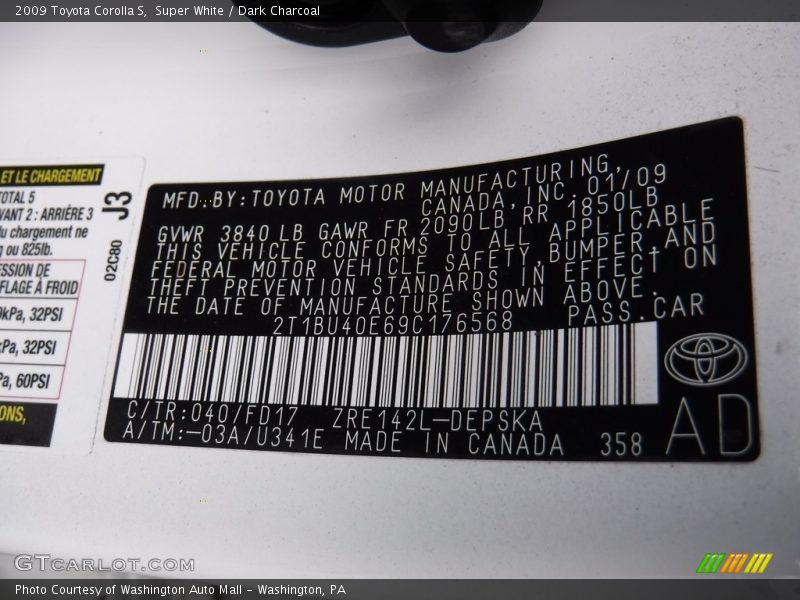 2009 Toyota Corolla S, Super White / Dark Charcoal
ET LE CHARGEMENT
TOTAL 5
VANT 2 : ARRIÈRE 3
du chargement ne
g ou 825lb.
ESSION DE
FLAGE À FROID
kPa, 32PSI
kPa, 32PSI
Pa, 60PSI
ONS,
J3
02C80
MFD. BY: TOYOTA MOTOR MANUFACTURING,
CANADA, INC. 01/09
GVWR 3840 LB GAWR FR 2090LB RR 1850LB
THIS VEHICLE CONFORMS TO ALL APPLICABLE
FEDERAL MOTOR VEHICLE SAFETY, BUMPER, AND
THEFT PREVENTION STANDARDS IN EFFECT ON
THE DATE OF MANUFACTURE SHOWN ABOVE.
2T1BU40E69C176568 PASS. CAR
C/TR:040/FD17 ZRE142L-DEPSKA
A/TM:-03A/U341E MADE IN CANADA 358
AD
GTCARLOT.COM
Photo Courtesy of Washington Auto Mall - Washington, PA